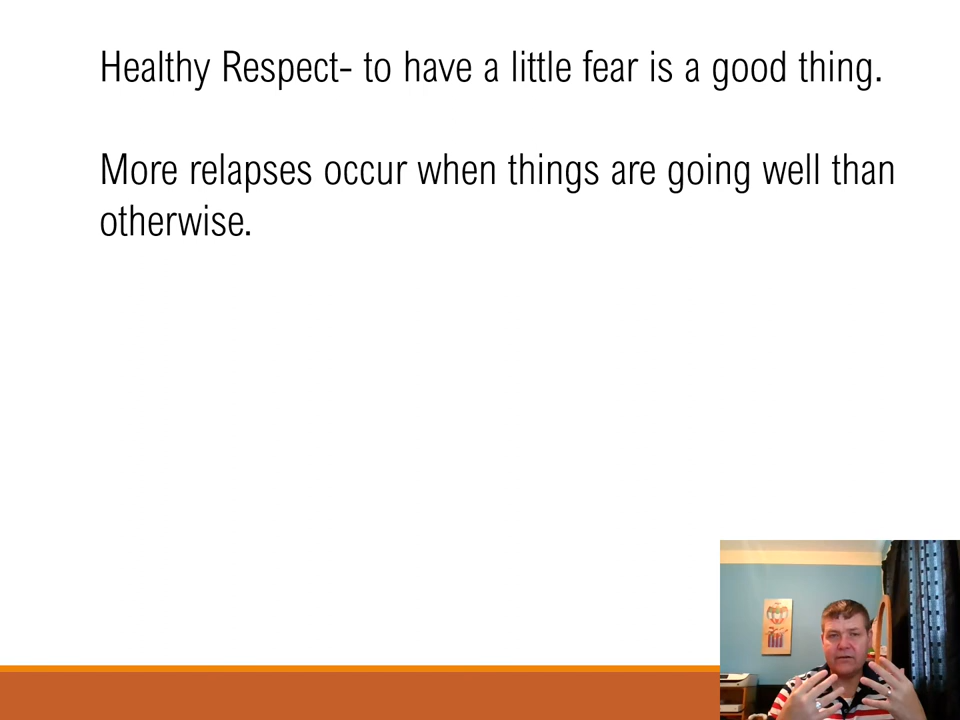 Healthy Respect- to have a little fear is a good thing.
More relapses occur when things are going well than
otherwise.